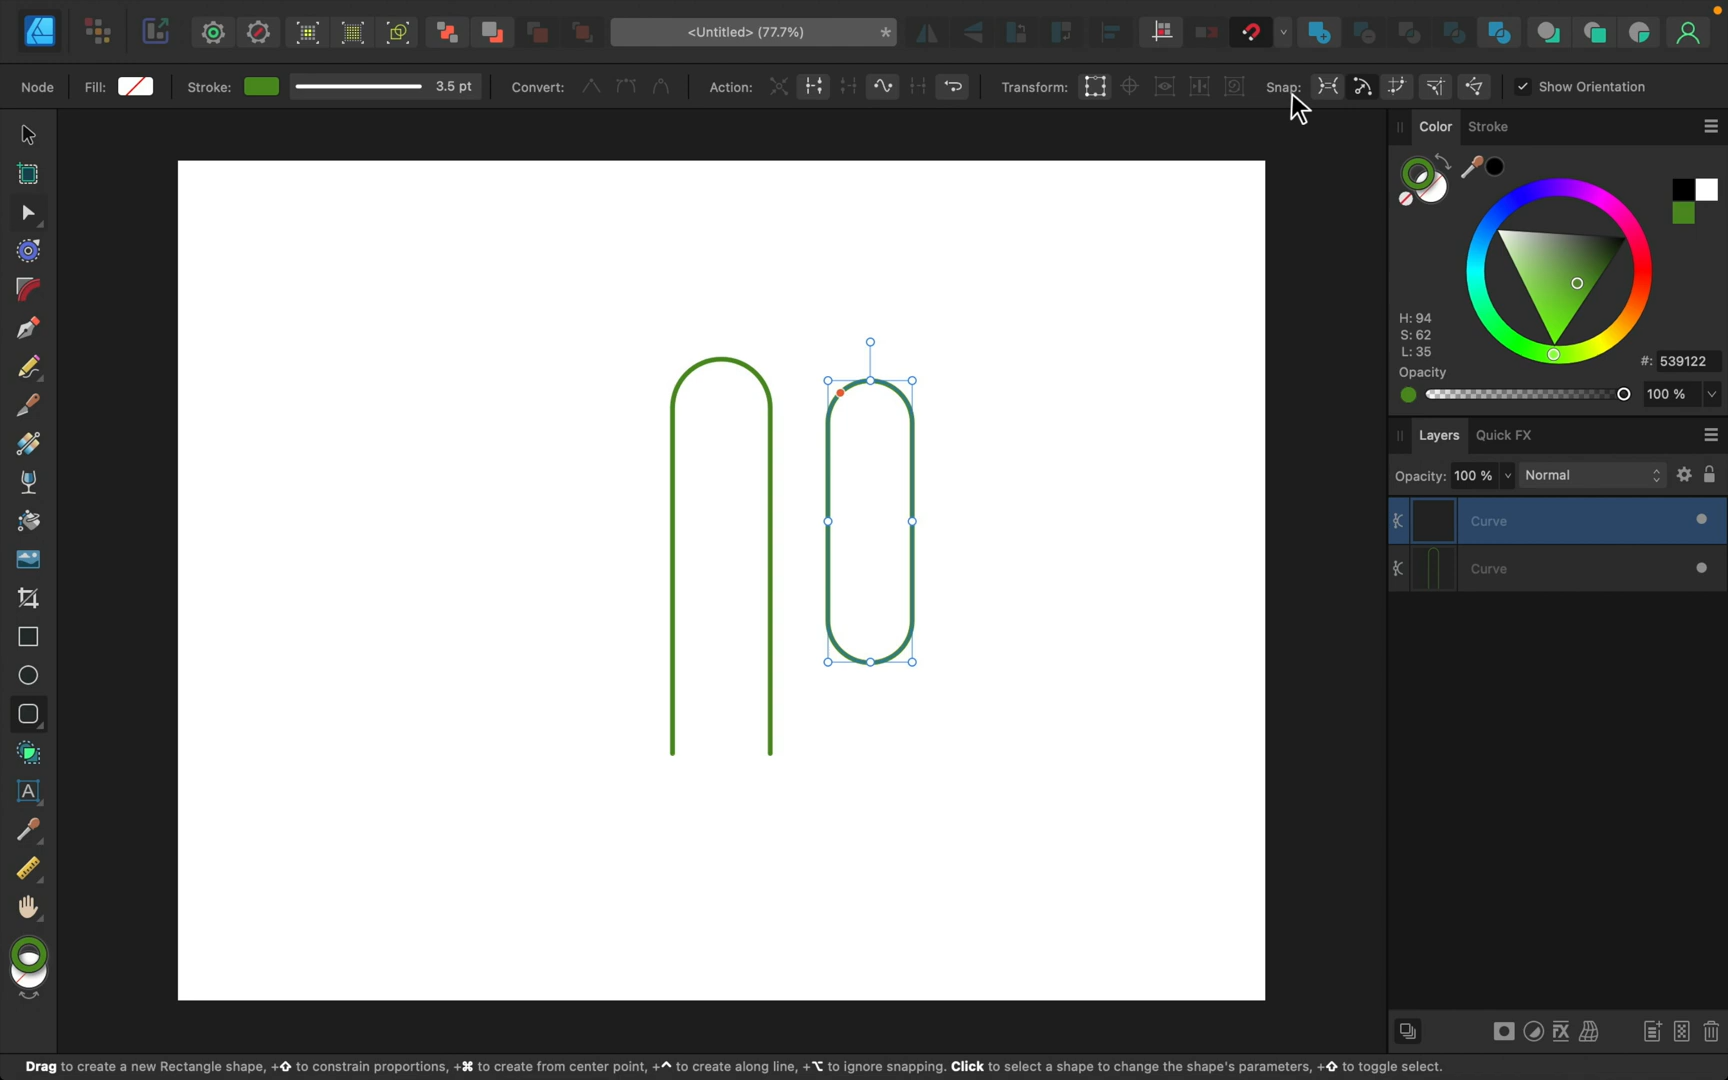 <Untitled> (77.7%)
*
Node
Fill:
Stroke:
3.5 pt
Convert:
Action:
Transform:
Snap:
Show Orientation
Color
Stroke
H: 94
S: 62
L: 35
#: 539122
Opacity
100 %
Layers
Quick FX
Opacity: 100 %
Normal
Curve
Curve
Drag to create a new Rectangle shape, +⇧ to constrain proportions, +⌘ to create from center point, +⌃ to create along line, +⌥ to ignore snapping. Click to select a shape to change the shape's parameters, +⇧ to toggle select.